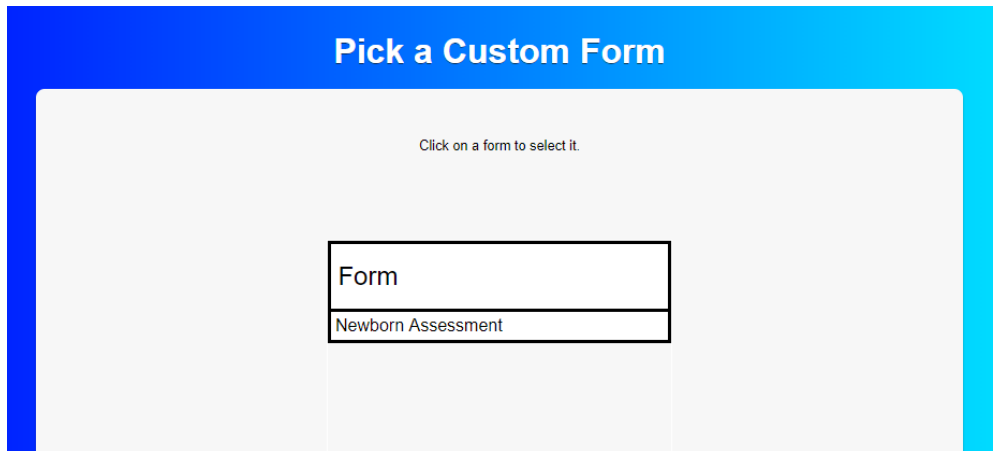 Pick a Custom Form
Click on a form to select it.
Form
Newborn Assessment